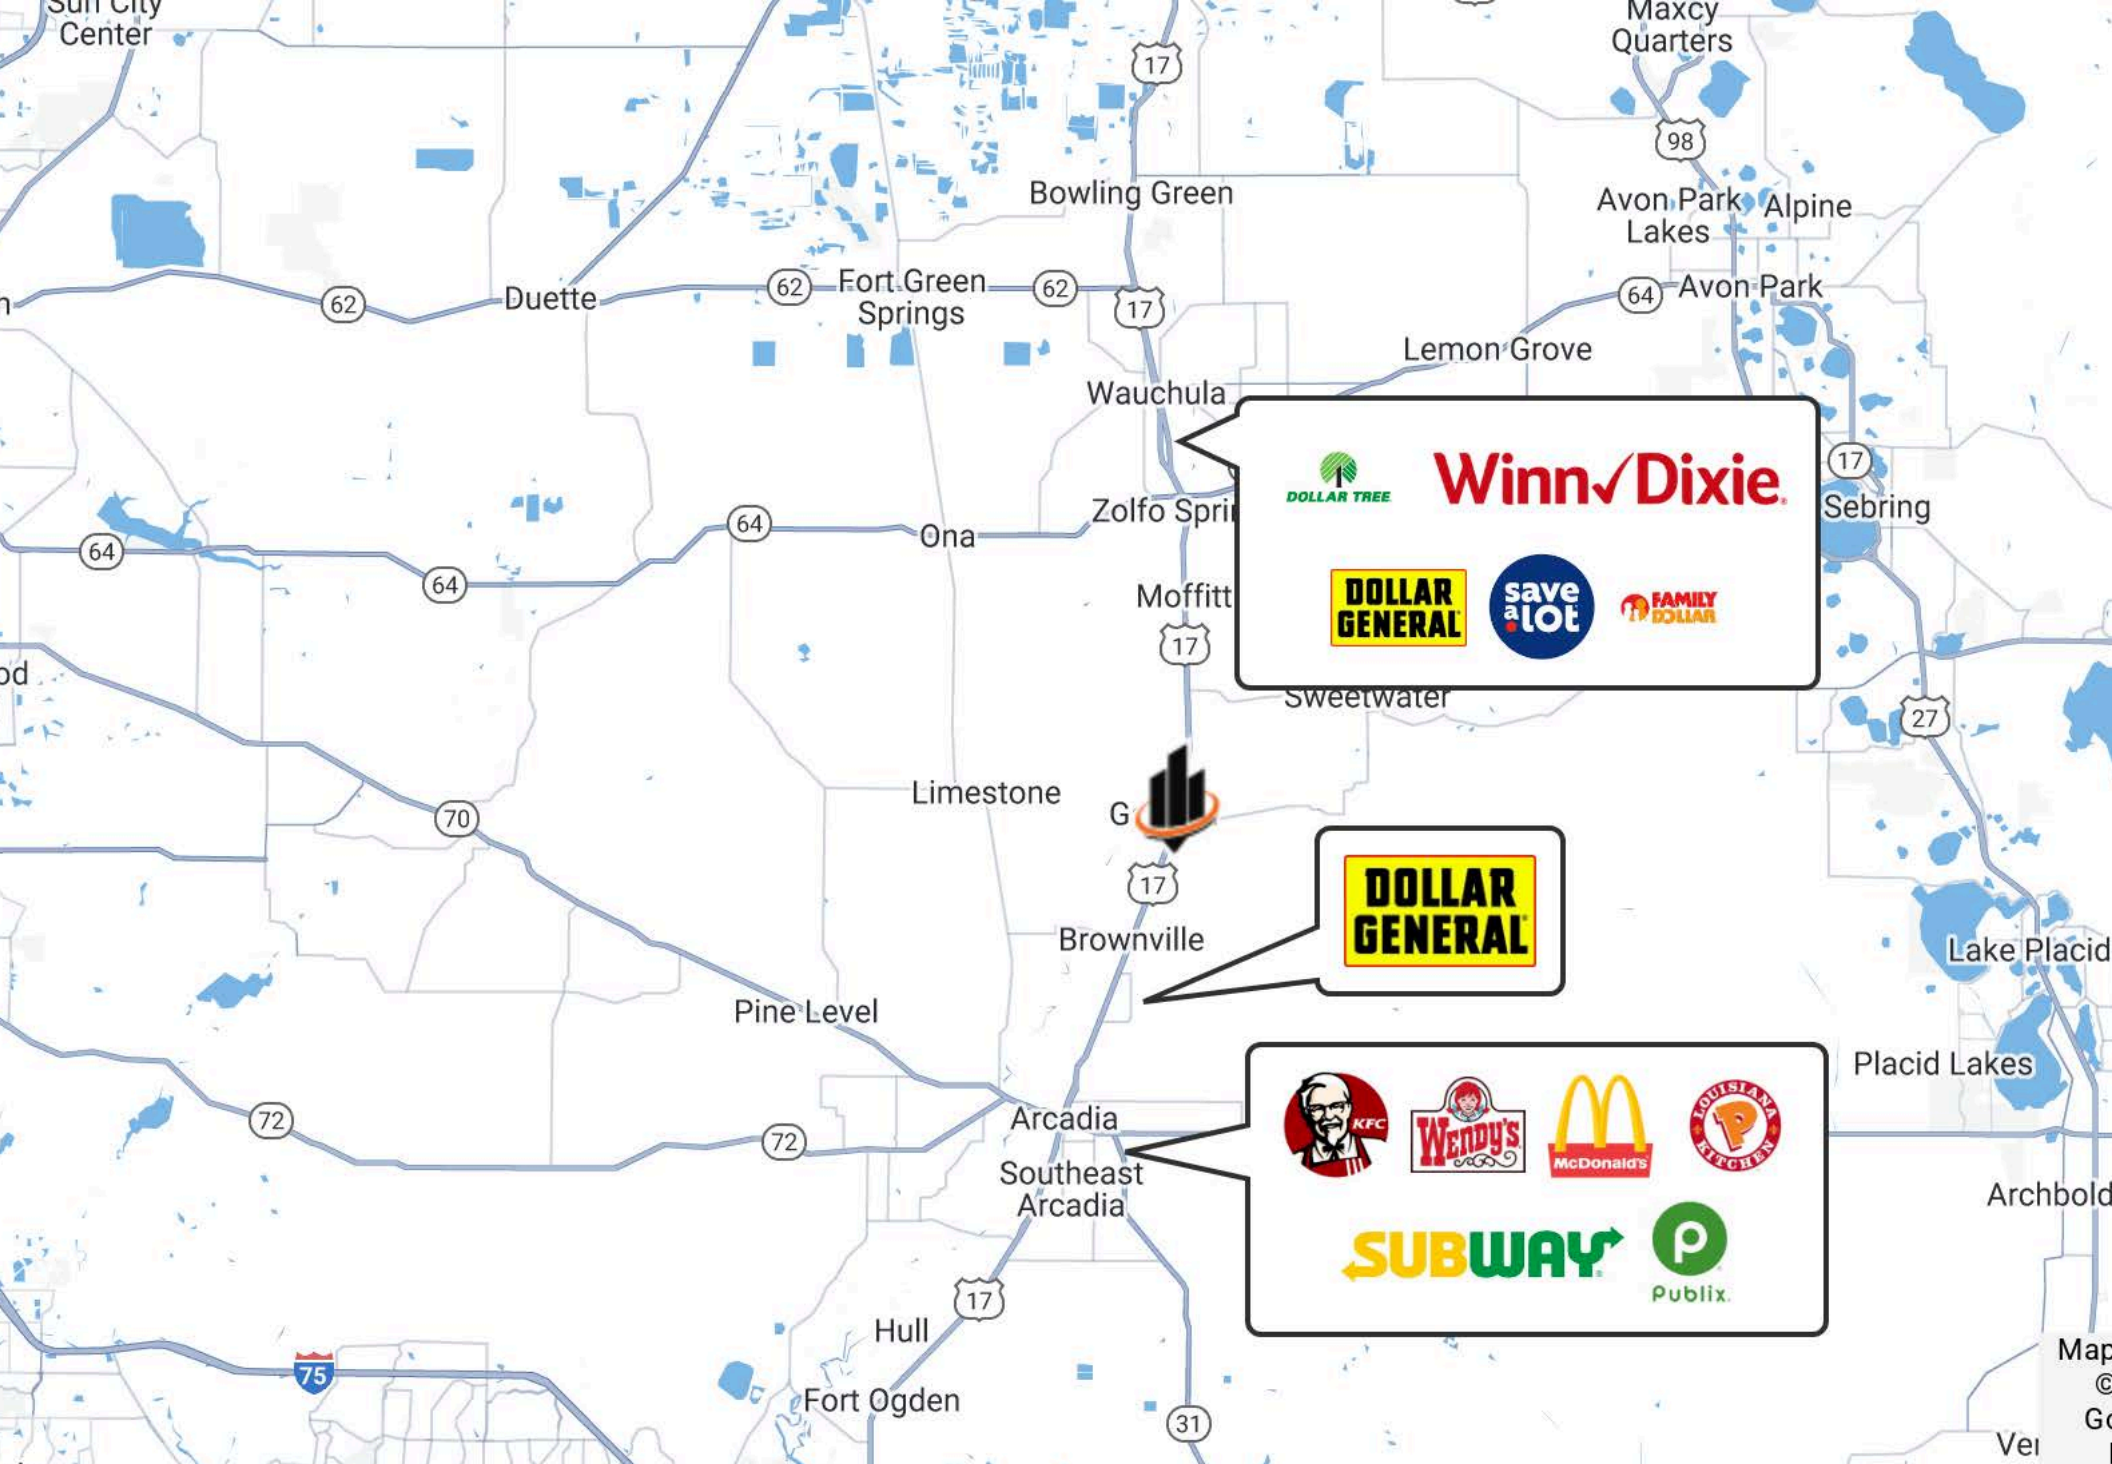 Sun City
Center
Maxcy
Quarters
17
98
Bowling Green
Avon Park
Lakes
Alpine
62
Duette
62
Fort Green
Springs
62
17
64
Avon Park
Lemon Grove
Wauchula
DOLLAR TREE
Winn Dixie
17
Sebring
64
64
64
Ona
Zolfo Spri
DOLLAR
GENERAL
save
a lot
FAMILY
DOLLAR
Moffitt
17
od
Sweetwater
27
70
Limestone
G
17
DOLLAR
GENERAL
Brownville
Lake Placid
Pine Level
Placid Lakes
72
72
Arcadia
Southeast
Arcadia
KFC
WENDY'S
McDonald's
LOUISIANA
P
KITCHEN
SUBWAY
P
Publix.
Archbold
17
Hull
75
Fort Ogden
31
Map
©
Go
Ver